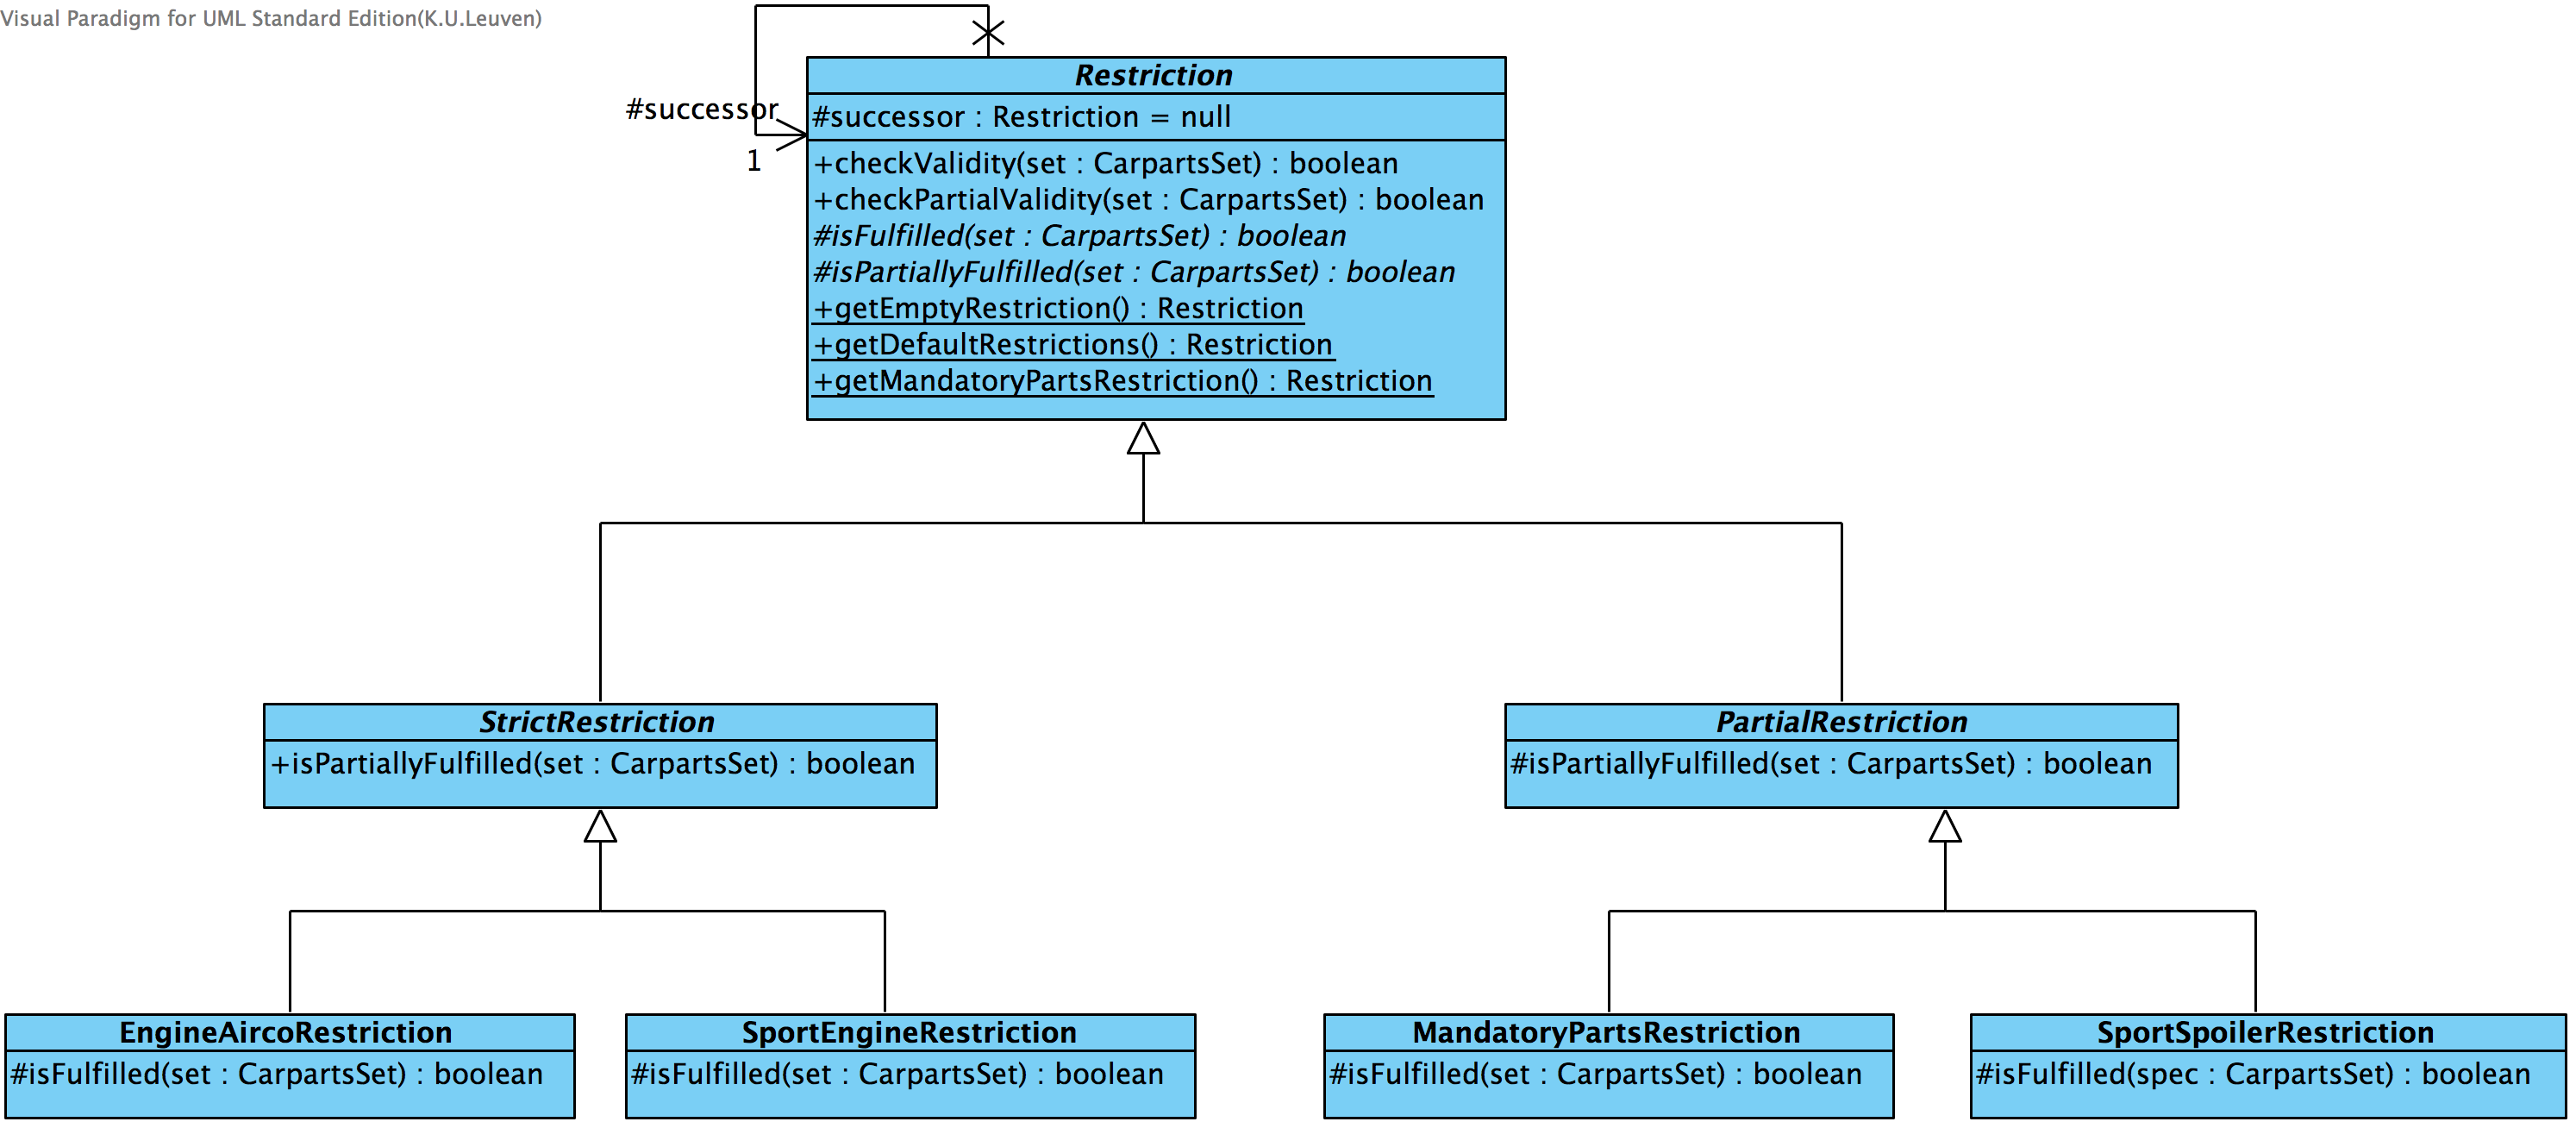 Visual Paradigm for UML Standard Edition(K.U.Leuven)
Restriction
#successor
1
#successor : Restriction = null
+checkValidity(set : CarpartsSet) : boolean
+checkPartialValidity(set : CarpartsSet) : boolean
#isFulfilled(set : CarpartsSet) : boolean
#isPartiallyFulfilled(set : CarpartsSet) : boolean
+getEmptyRestriction() : Restriction
+getDefaultRestrictions() : Restriction
+getMandatoryPartsRestriction() : Restriction
StrictRestriction
+isPartiallyFulfilled(set : CarpartsSet) : boolean
PartialRestriction
#isPartiallyFulfilled(set : CarpartsSet) : boolean
EngineAircoRestriction
#isFulfilled(set : CarpartsSet) : boolean
SportEngineRestriction
#isFulfilled(set : CarpartsSet) : boolean
MandatoryPartsRestriction
#isFulfilled(set : CarpartsSet) : boolean
SportSpoilerRestriction
#isFulfilled(spec : CarpartsSet) : boolean